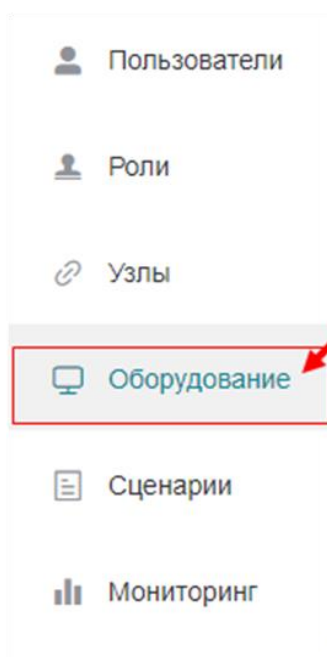 Пользователи
Роли
Узлы
Оборудование
Сценарии
Мониторинг